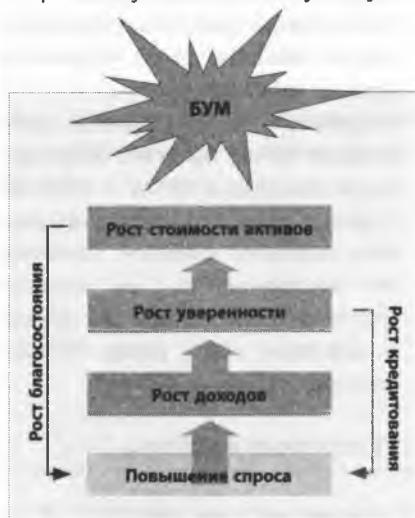 БУМ
Рост стоимости активов
Рост уверенности
Рост доходов
Повышение спроса
Рост благосостояния
Рост кредитования